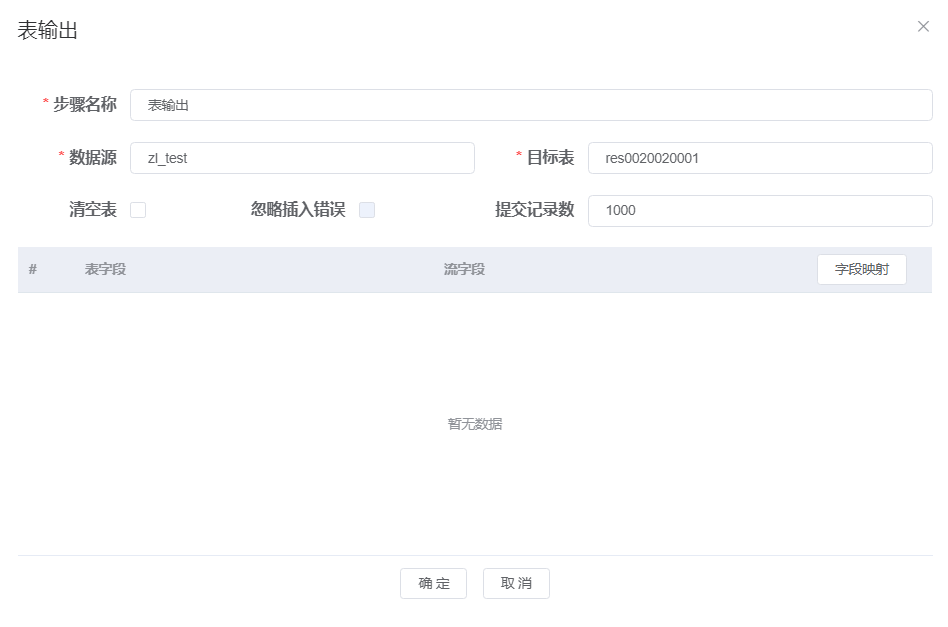 表输出
* 步骤名称 表输出
* 数据源 zl_test * 目标表 res0020020001
清空表 忽略插入错误 提交记录数 1000
# 表字段 流字段 字段映射
暂无数据
确 定 取 消